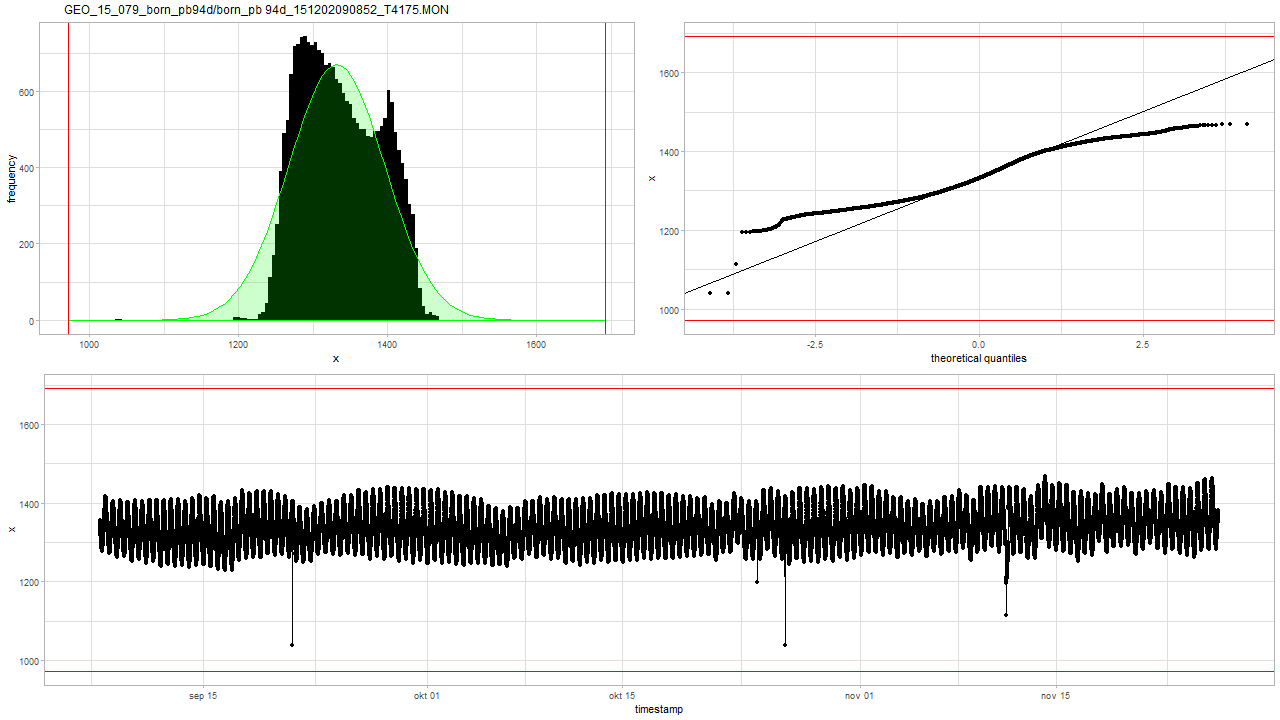 GEO_15_079_born_pb94d/born_pb 94d_151202090852_T4175.MON
frequency
600
400
200
0
1000 1200 1400 1600
x
x
1600
1400
1200
1000
-2.5 0.0 2.5
theoretical quantiles
x
1600
1400
1200
1000
sep 15 okt 01 okt 15 nov 01 nov 15
timestamp